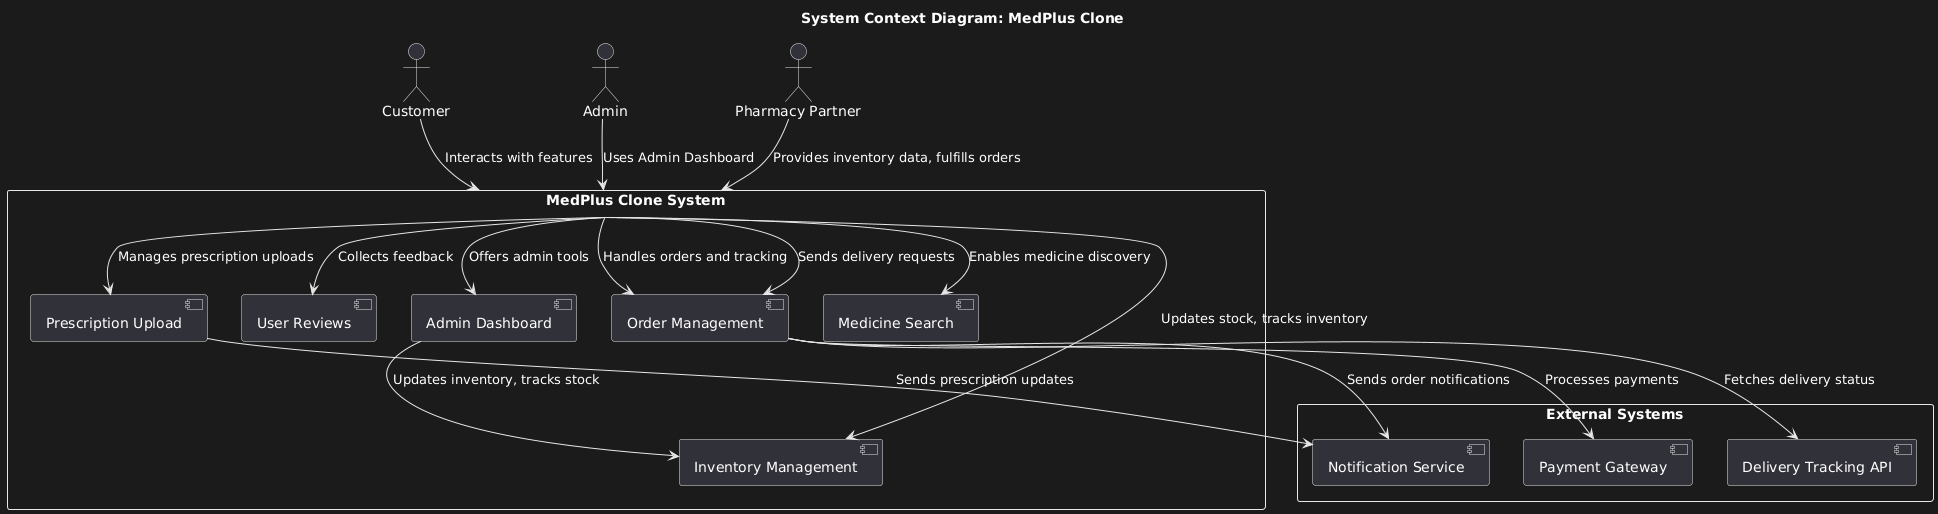 System Context Diagram: MedPlus Clone
Customer
Admin
Pharmacy Partner
Interacts with features
Uses Admin Dashboard
Provides inventory data, fulfills orders
MedPlus Clone System
Manages prescription uploads
Collects feedback
Offers admin tools
Handles orders and tracking
Sends delivery requests
Enables medicine discovery
Prescription Upload
User Reviews
Admin Dashboard
Order Management
Medicine Search
Updates stock, tracks inventory
Updates inventory, tracks stock
Sends prescription updates
Sends order notifications
Processes payments
Fetches delivery status
External Systems
Inventory Management
Notification Service
Payment Gateway
Delivery Tracking API